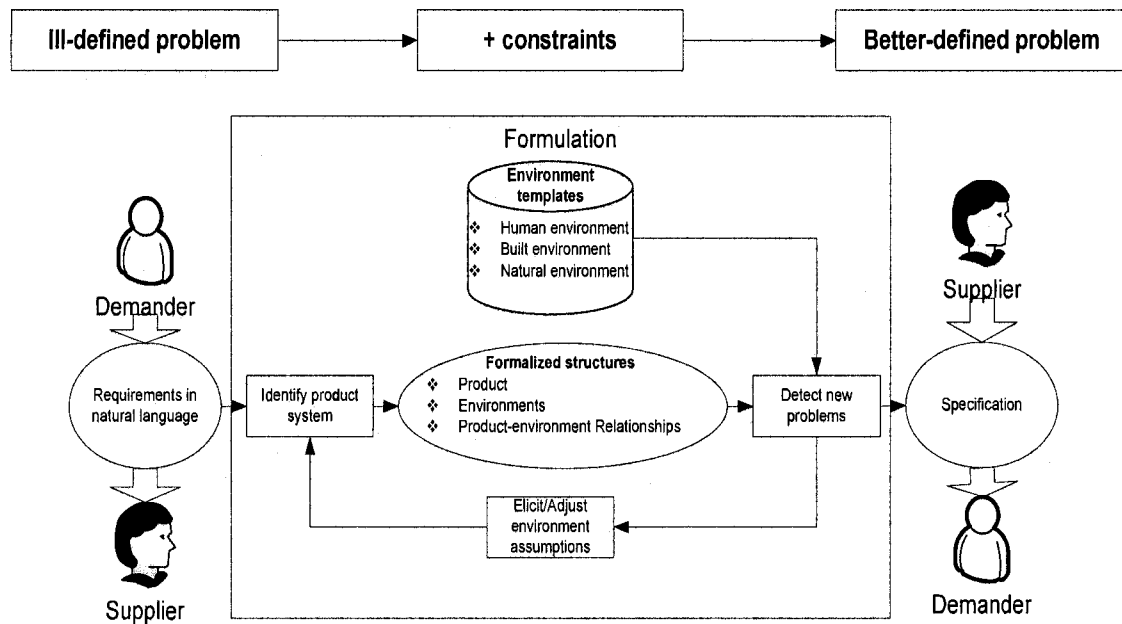 Ill-defined problem
+ constraints
Better-defined problem
Formulation
Environment
templates
❖ Human environment
❖ Built environment
❖ Natural environment
Demander
Supplier
Requirements in
natural language
Identify product
system
Formalized structures
❖ Product
❖ Environments
❖ Product-environment Relationships
Detect new
problems
Specification
Elicit/Adjust
environment
assumptions
Supplier
Demander